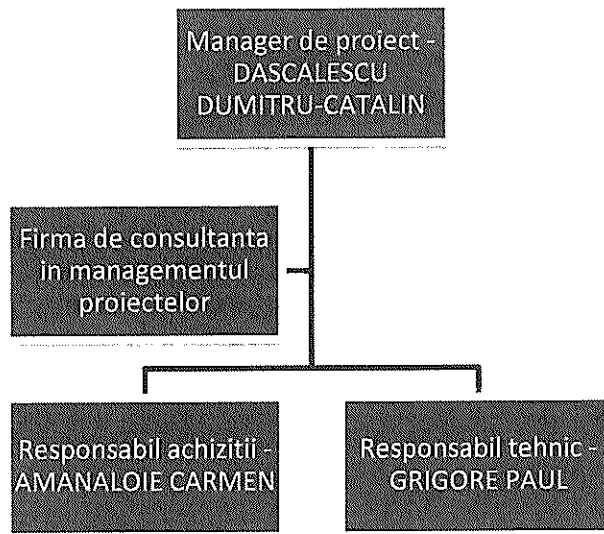 Manager de proiect -
DASCALESCU
DUMITRU-CATALIN
Firma de consultanta
in managementul
proiectelor
Responsabil achizitii -
AMANALOIE CARMEN
Responsabil tehnic -
GRIGORE PAUL